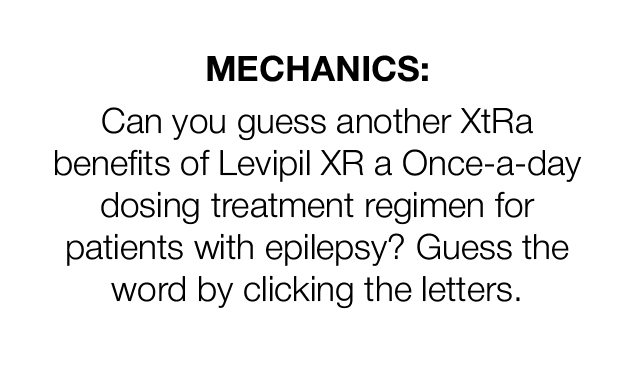 MECHANICS:
Can you guess another XtRa
benefits of Levipil XR a Once-a-day
dosing treatment regimen for
patients with epilepsy? Guess the
word by clicking the letters.